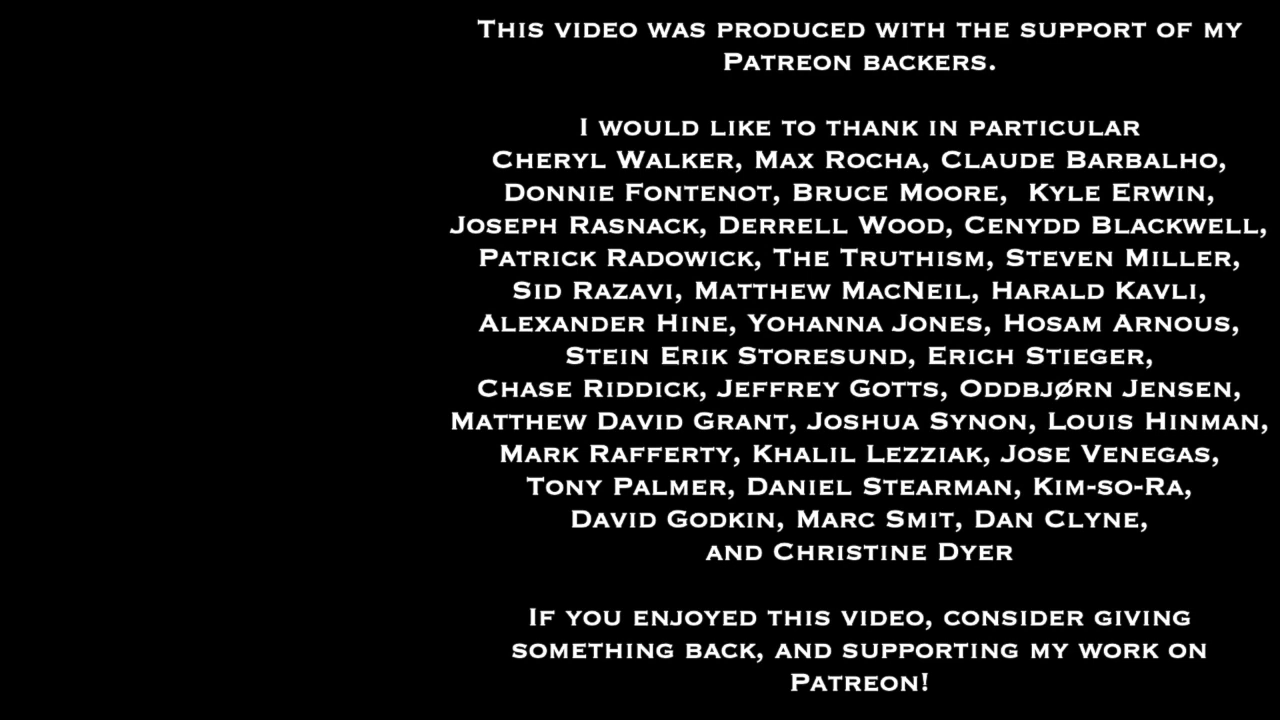 This video was produced with the support of my
Patreon backers.
I would like to thank in particular
Cheryl Walker, Max Rocha, Claude Barbalho,
Donnie Fontenot, Bruce Moore, Kyle Erwin,
Joseph Rasnack, Derrell Wood, Cenydd Blackwell,
Patrick Radowick, The Truthism, Steven Miller,
Sid Razavi, Matthew MacNeil, Harald Kavli,
Alexander Hine, Yohanna Jones, Hosam Arnous,
Stein Erik Storesund, Erich Stieger,
Chase Riddick, Jeffrey Gotts, Oddbjørn Jensen,
Matthew David Grant, Joshua Synon, Louis Hinman,
Mark Rafferty, Khalil Lezziak, Jose Venegas,
Tony Palmer, Daniel Stearman, Kim-so-Ra,
David Godkin, Marc Smit, Dan Clyne,
and Christine Dyer
If you enjoyed this video, consider giving
something back, and supporting my work on
Patreon!